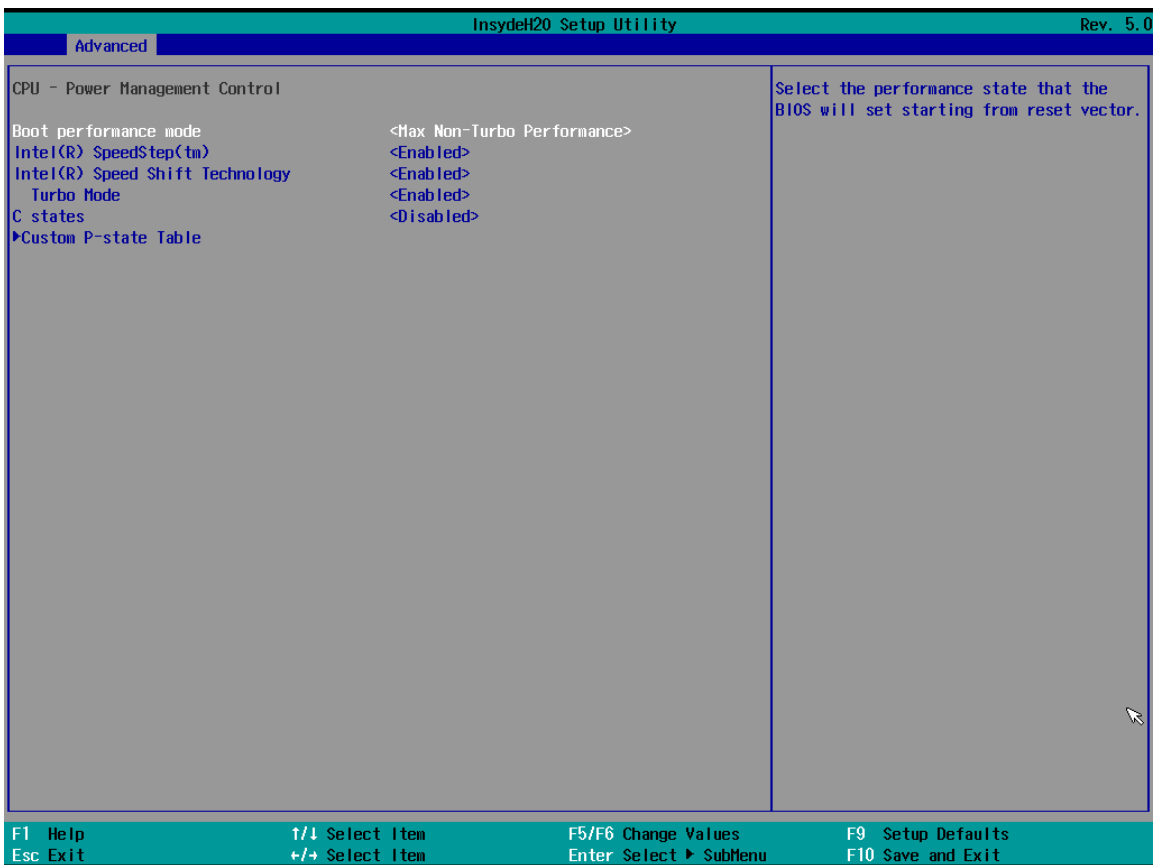 InsydeH20 Setup Utility Rev. 5.0
Advanced
CPU - Power Management Control
Boot performance mode <Max Non-Turbo Performance>
Intel(R) SpeedStep(tm) <Enabled>
Intel(R) Speed Shift Technology <Enabled>
Turbo Mode <Enabled>
C states <Disabled>
▶Custom P-state Table
Select the performance state that the
BIOS will set starting from reset vector.
F1 Help ↑/↓ Select Item F5/F6 Change Values F9 Setup Defaults
Esc Exit ←/→ Select Item Enter Select ▶ SubMenu F10 Save and Exit